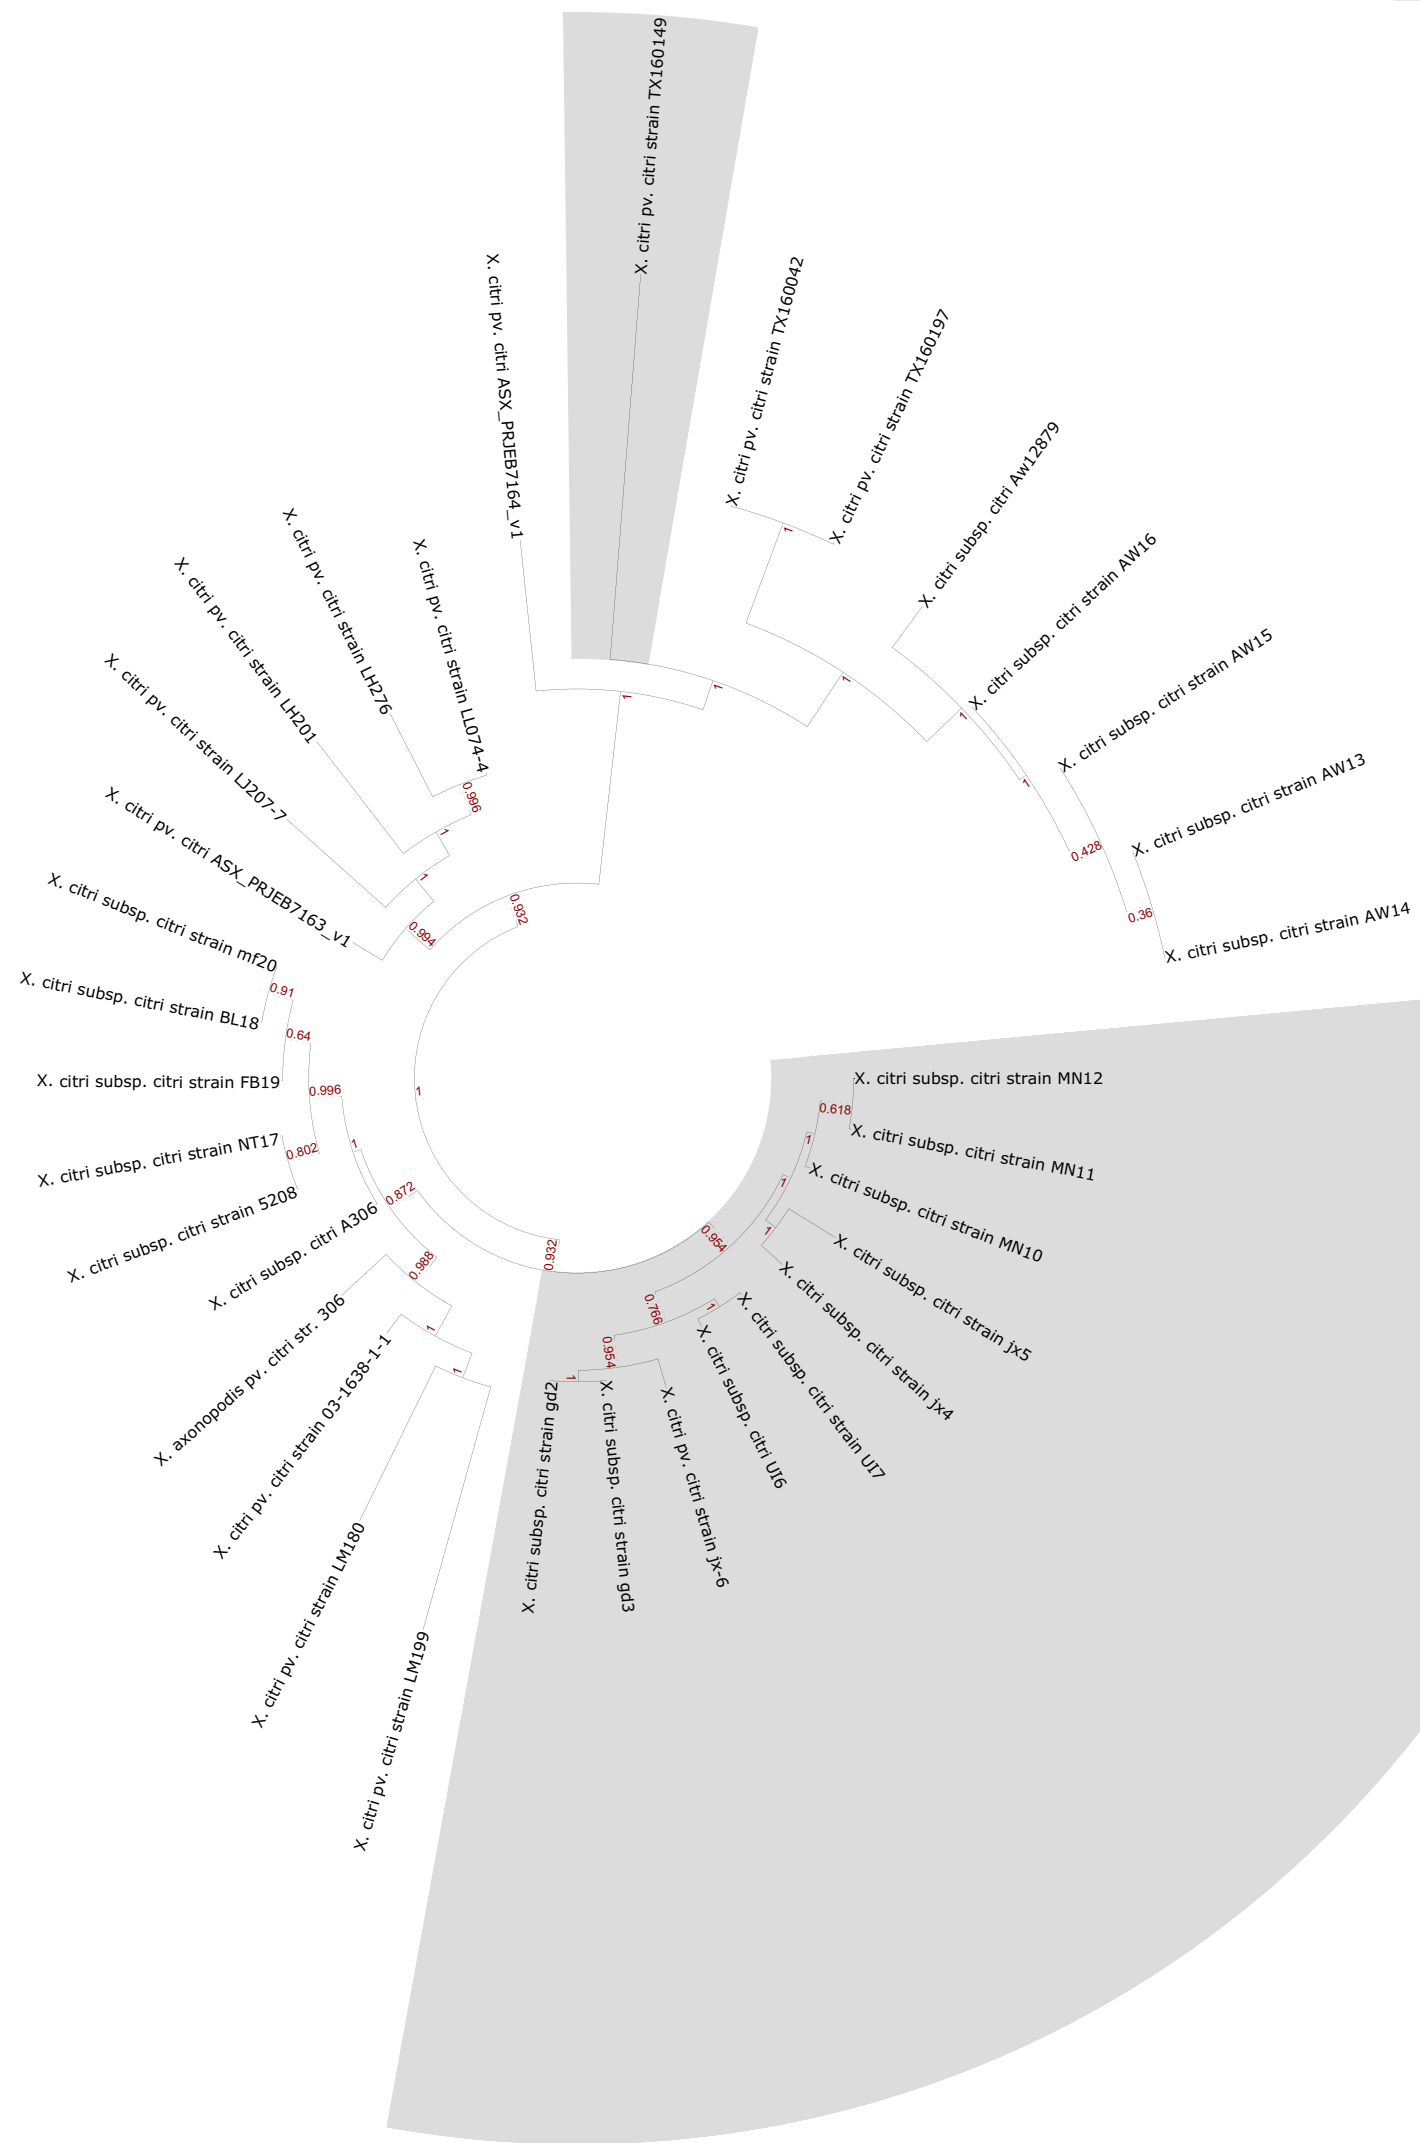 X. citri pv. citri strain TX160149
X. citri pv. citri strain TX160042
X. citri pv. citri strain TX160197
X. citri subsp. citri Aw12879
X. citri subsp. citri strain AW16
X. citri subsp. citri strain AW15
X. citri subsp. citri strain AW13
X. citri subsp. citri strain AW14
X. citri subsp. citri strain MN12
X. citri subsp. citri strain MN11
X. citri subsp. citri strain MN10
X. citri subsp. citri strain jx5
X. citri subsp. citri strain jx4
X. citri subsp. citri strain UI7
X. citri subsp. citri UI6
X. citri pv. citri strain jx-6
X. citri subsp. citri strain gd3
X. citri subsp. citri strain gd2
X. citri pv. citri strain LM199
X. citri pv. citri strain LM180
X. citri pv. citri strain 03-1638-1-1
X. axonopodis pv. citri str. 306
X. citri subsp. citri A306
X. citri subsp. citri strain 5208
X. citri subsp. citri strain NT17
X. citri subsp. citri strain FB19
X. citri subsp. citri strain BL18
X. citri subsp. citri strain mf20
X. citri pv. citri ASX_PRJEB7163_v1
X. citri pv. citri strain LJ207-7
X. citri pv. citri strain LH201
X. citri pv. citri strain LH276
X. citri pv. citri strain LL074-4
X. citri pv. citri ASX_PRJEB7164_v1
1
1
1
1
1
1
0.428
0.36
0.618
1
1
1
0.954
0.766
1
0.954
1
0.932
0.872
1
0.988
1
1
0.996
0.802
0.64
0.91
1
0.932
0.994
1
1
0.996